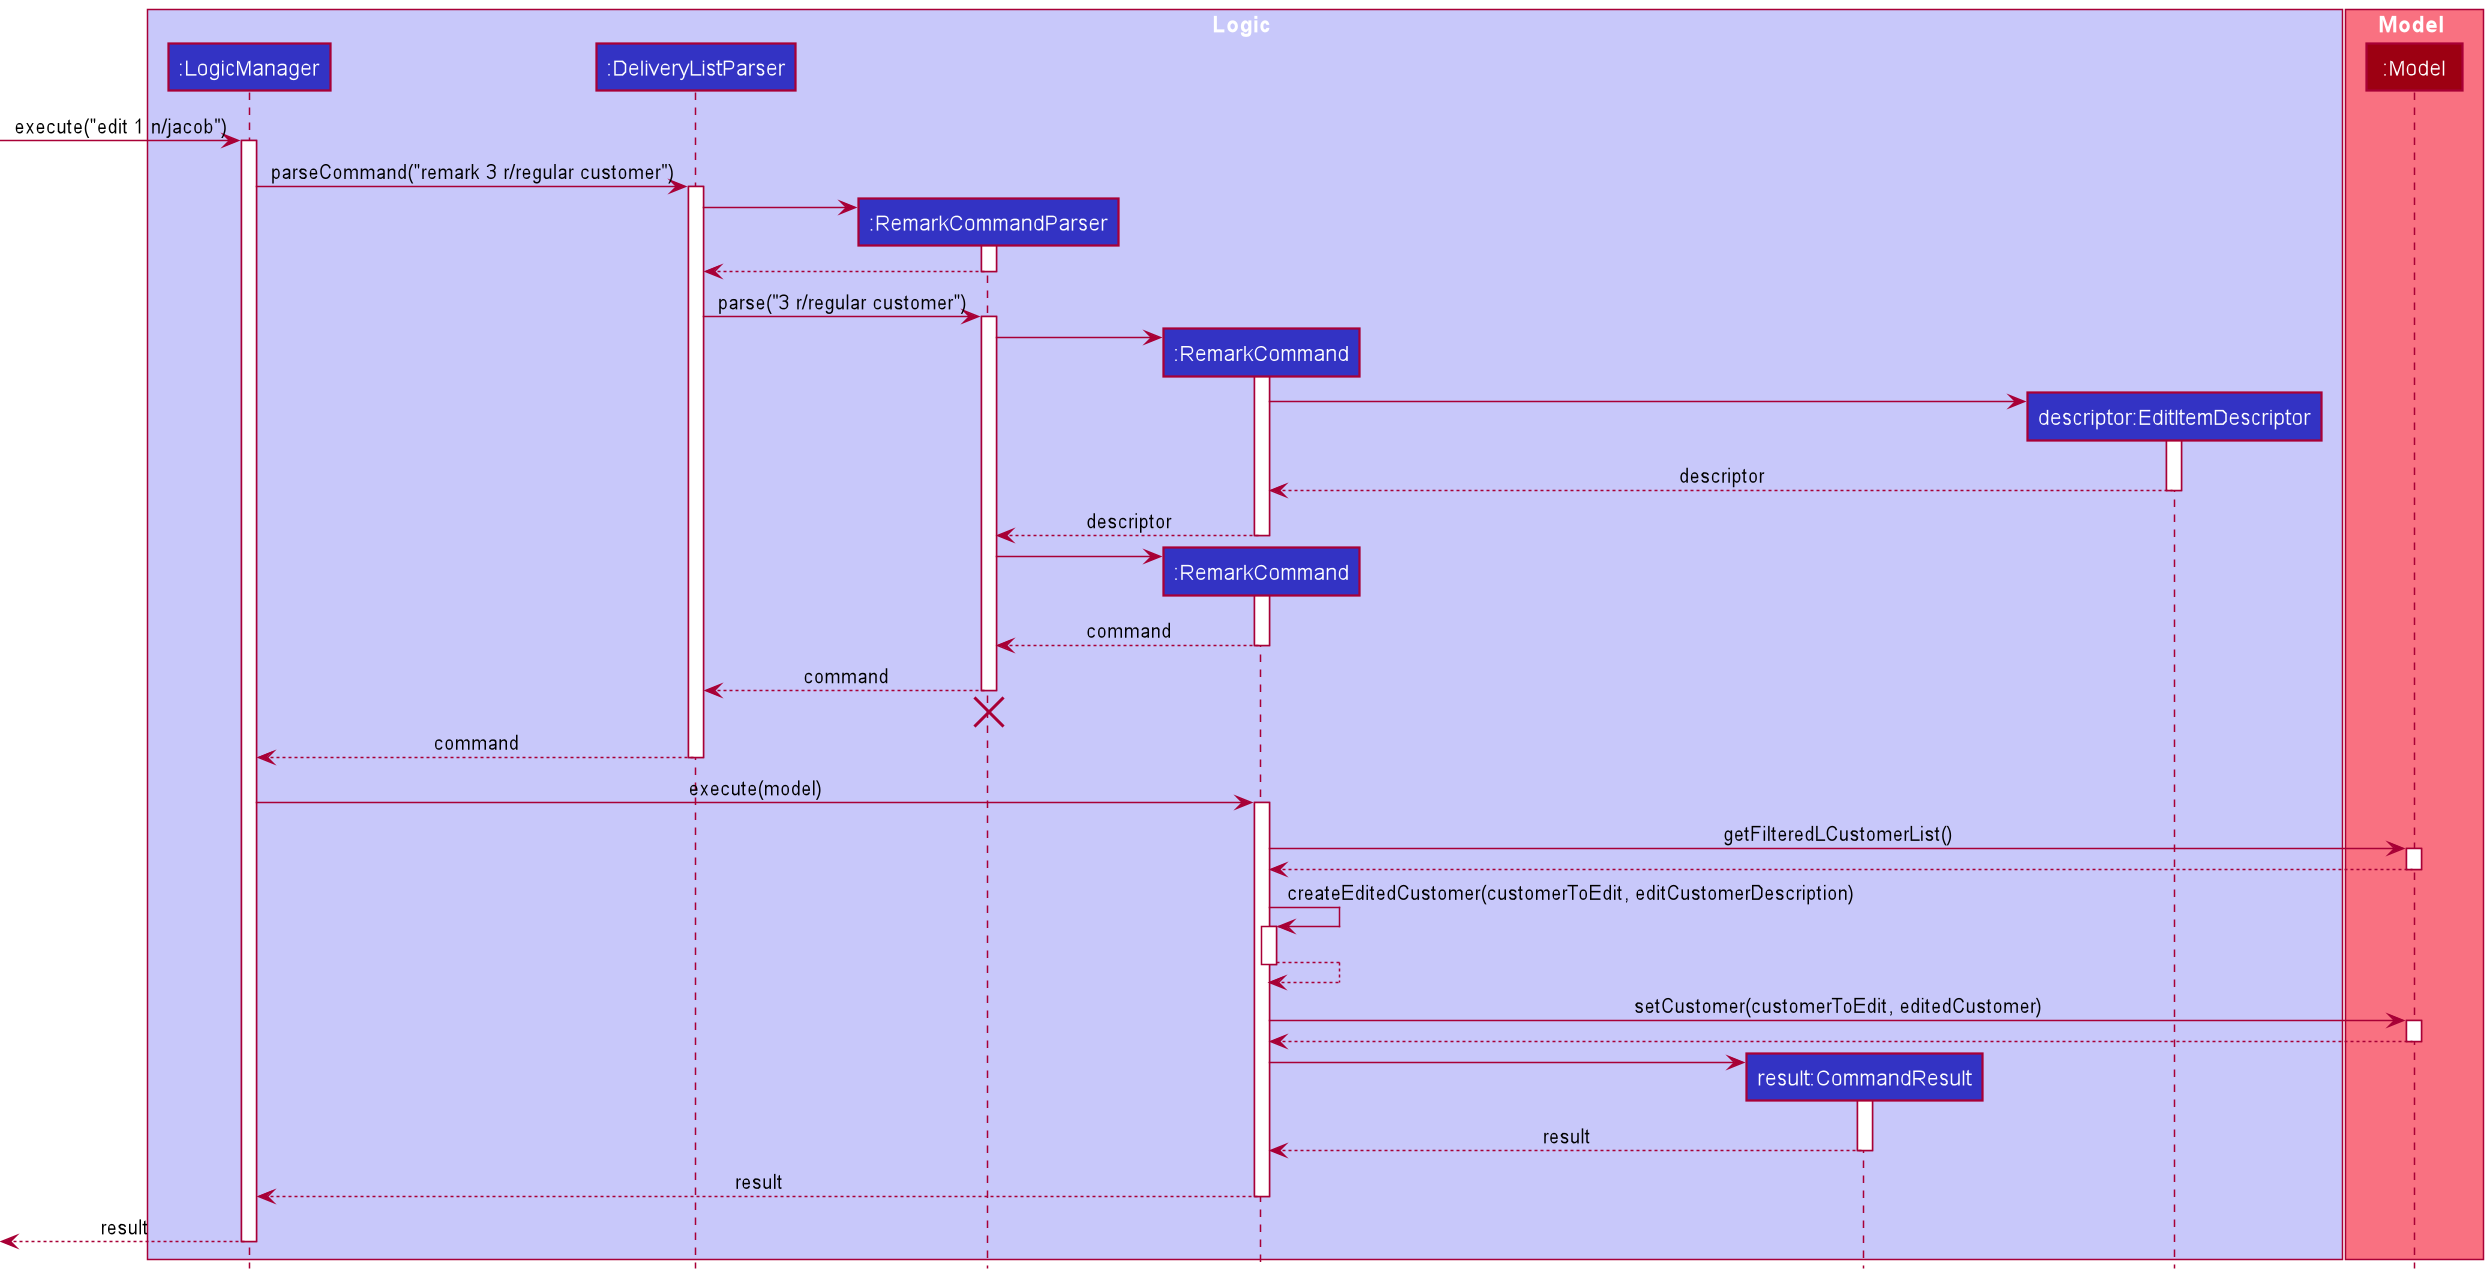 Logic
Model
:LogicManager
:DeliveryListParser
:Model
execute("edit 1 n/jacob")
parseCommand("remark 3 r/regular customer")
:RemarkCommandParser
parse("3 r/regular customer")
:RemarkCommand
descriptor:EditItemDescriptor
descriptor
descriptor
:RemarkCommand
command
command
command
execute(model)
getFilteredLCustomerList()
createEditedCustomer(customerToEdit, editCustomerDescription)
setCustomer(customerToEdit, editedCustomer)
result:CommandResult
result
result
result